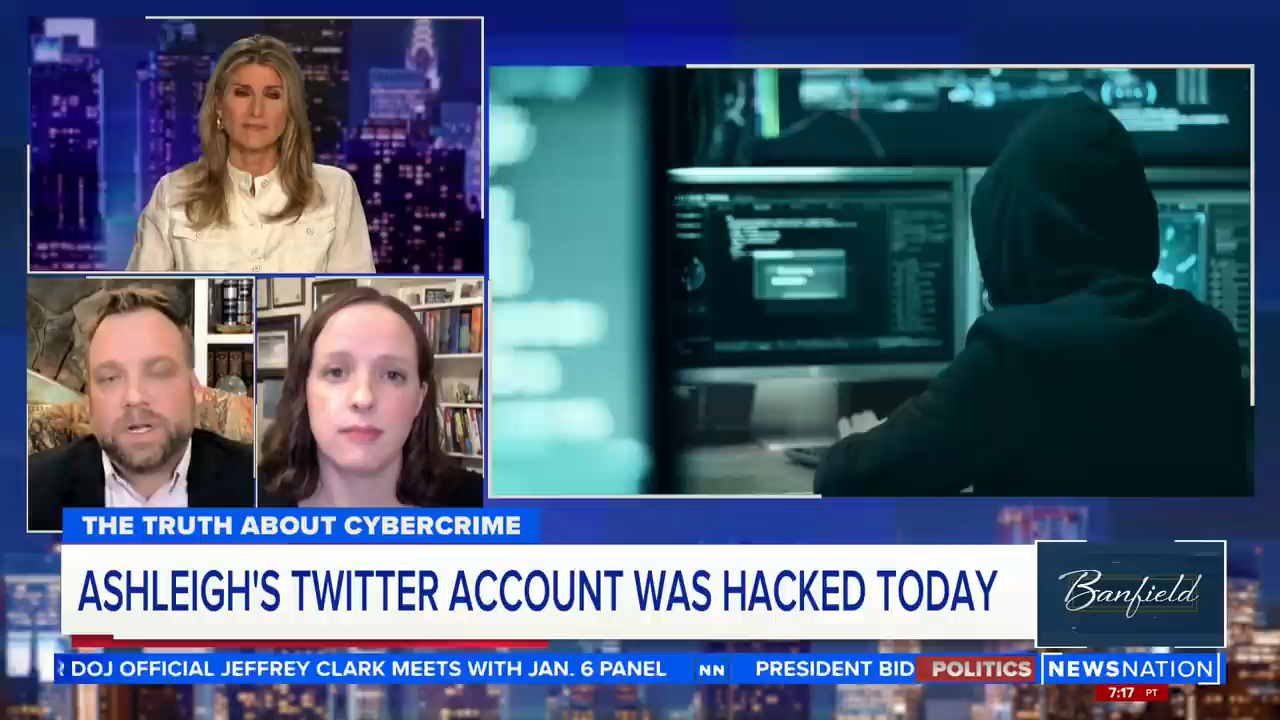 THE TRUTH ABOUT CYBERCRIME
ASHLEIGH'S TWITTER ACCOUNT WAS HACKED TODAY
Banfield
DOJ OFFICIAL JEFFREY CLARK MEETS WITH JAN. 6 PANEL NN PRESIDENT BID POLITICS NEWSNATION
7:17 PT